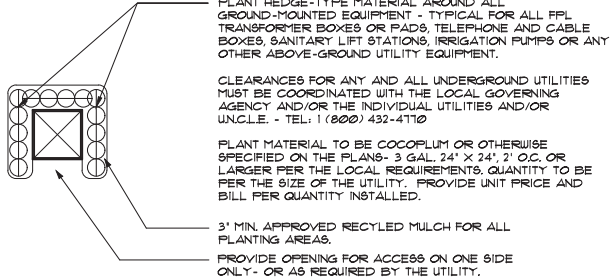 PLANT HEDGE-TYPE MATERIAL AROUND ALL
GROUND-MOUNTED EQUIPMENT - TYPICAL FOR ALL FPL
TRANSFORMER BOXES OR PADS, TELEPHONE AND CABLE
BOXES, SANITARY LIFT STATIONS, IRRIGATION PUMPS OR ANY
OTHER ABOVE-GROUND UTILITY EQUIPMENT.
CLEARANCES FOR ANY AND ALL UNDERGROUND UTILITIES
MUST BE COORDINATED WITH THE LOCAL GOVERNING
AGENCY AND/OR THE INDIVIDUAL UTILITIES AND/OR
U.N.C.L.E. - TEL: 1 (800) 432-4770
PLANT MATERIAL TO BE COCOPLUM OR OTHERWISE
SPECIFIED ON THE PLANS- 3 GAL, 24" X 24", 2' O.C. OR
LARGER PER THE LOCAL REQUIREMENTS. QUANTITY TO BE
PER THE SIZE OF THE UTILITY. PROVIDE UNIT PRICE AND
BILL PER QUANTITY INSTALLED.
3" MIN. APPROVED RECYLED MULCH FOR ALL
PLANTING AREAS.
PROVIDE OPENING FOR ACCESS ON ONE SIDE
ONLY- OR AS REQUIRED BY THE UTILITY.